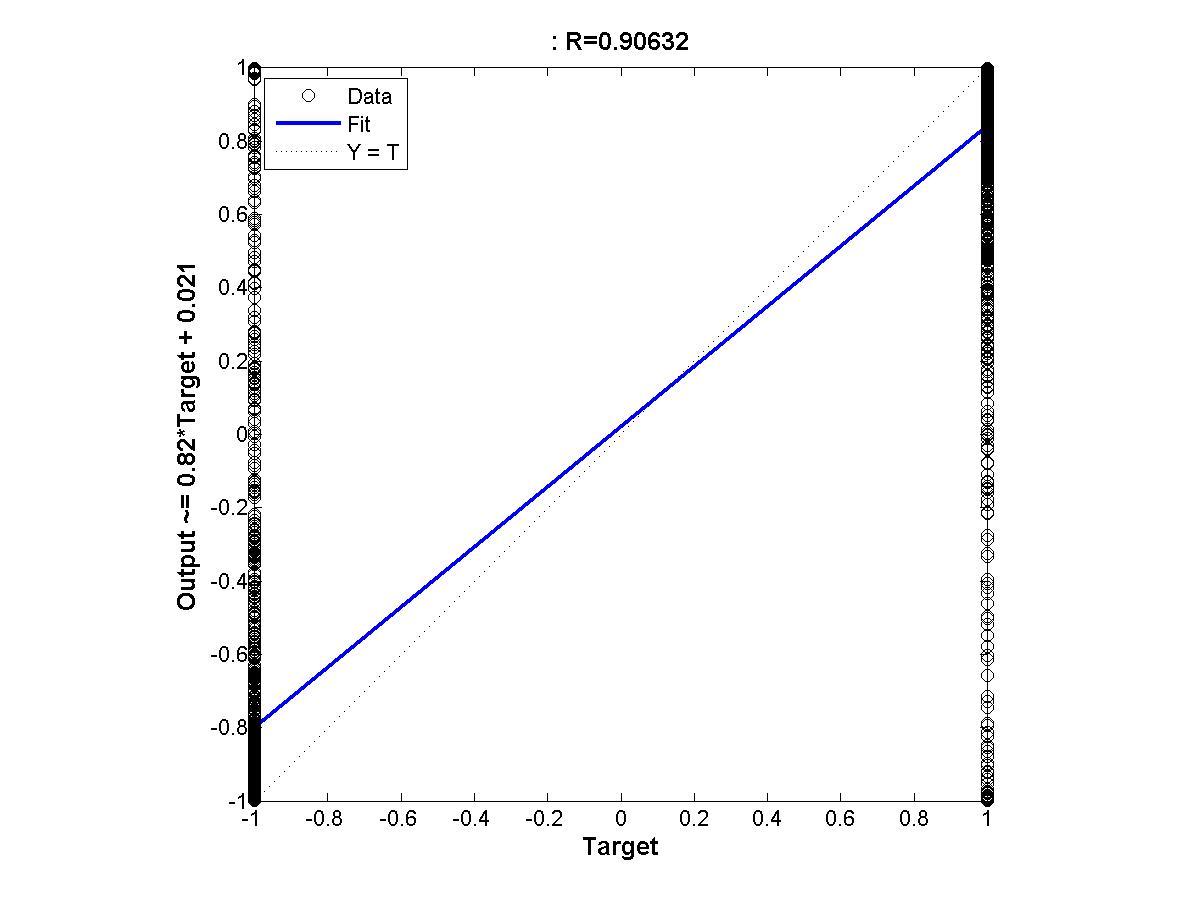 : R=0.90632
Data
Fit
Y = T
1
0.8
0.6
0.4
0.2
0
-0.2
-0.4
-0.6
-0.8
-1
Output ~= 0.82*Target + 0.021
-1 -0.8 -0.6 -0.4 -0.2 0 0.2 0.4 0.6 0.8 1
Target